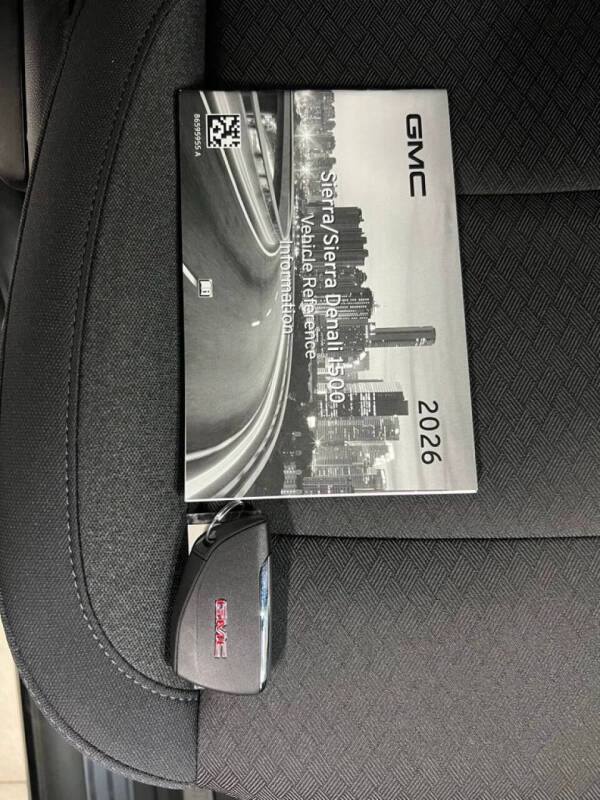 GMC
2026
Sierra/Sierra Denali 1500
Vehicle Reference
Information
86595955 A
GMC